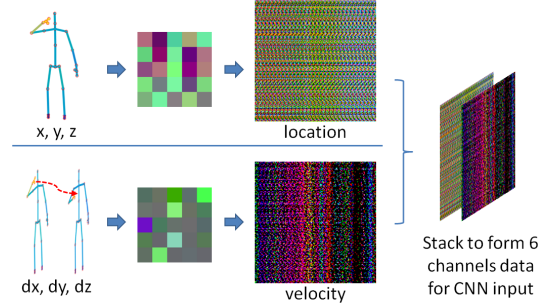 x, y, z
location
dx, dy, dz
velocity
Stack to form 6
channels data
for CNN input